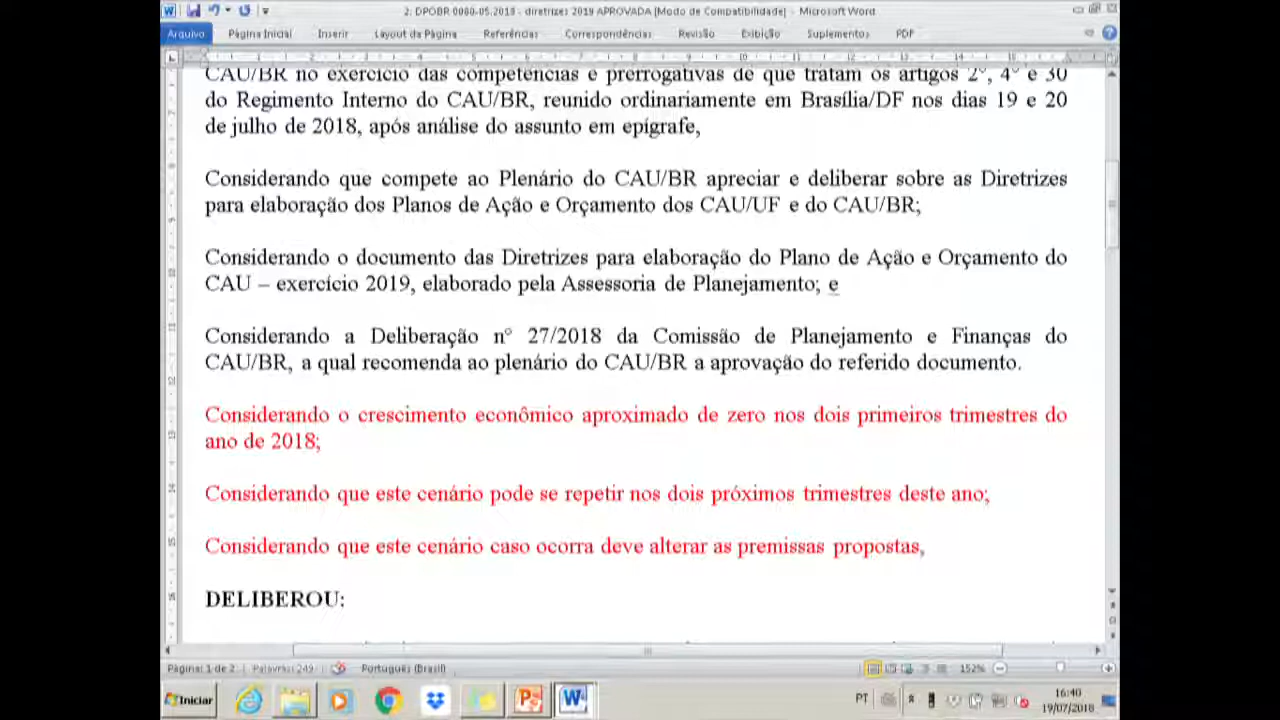 2. DPOBR 0080-05.2018 - diretrizes 2019 APROVADA [Modo de Compatibilidade] - Microsoft Word
Arquivo Página Inicial Inserir Layout da Página Referências Correspondências Revisão Exibição Suplementos PDF
CAU/BR no exercício das competências e prerrogativas de que tratam os artigos 2º, 4º e 30
do Regimento Interno do CAU/BR, reunido ordinariamente em Brasília/DF nos dias 19 e 20
de julho de 2018, após análise do assunto em epígrafe,
Considerando que compete ao Plenário do CAU/BR apreciar e deliberar sobre as Diretrizes
para elaboração dos Planos de Ação e Orçamento dos CAU/UF e do CAU/BR;
Considerando o documento das Diretrizes para elaboração do Plano de Ação e Orçamento do
CAU – exercício 2019, elaborado pela Assessoria de Planejamento; e
Considerando a Deliberação nº 27/2018 da Comissão de Planejamento e Finanças do
CAU/BR, a qual recomenda ao plenário do CAU/BR a aprovação do referido documento.
Considerando o crescimento econômico aproximado de zero nos dois primeiros trimestres do
ano de 2018;
Considerando que este cenário pode se repetir nos dois próximos trimestres deste ano;
Considerando que este cenário caso ocorra deve alterar as premissas propostas,
DELIBEROU:
Página: 1 de 2 Palavras: 249 Português (Brasil) 152%
Iniciar PT 16:40
19/07/2018